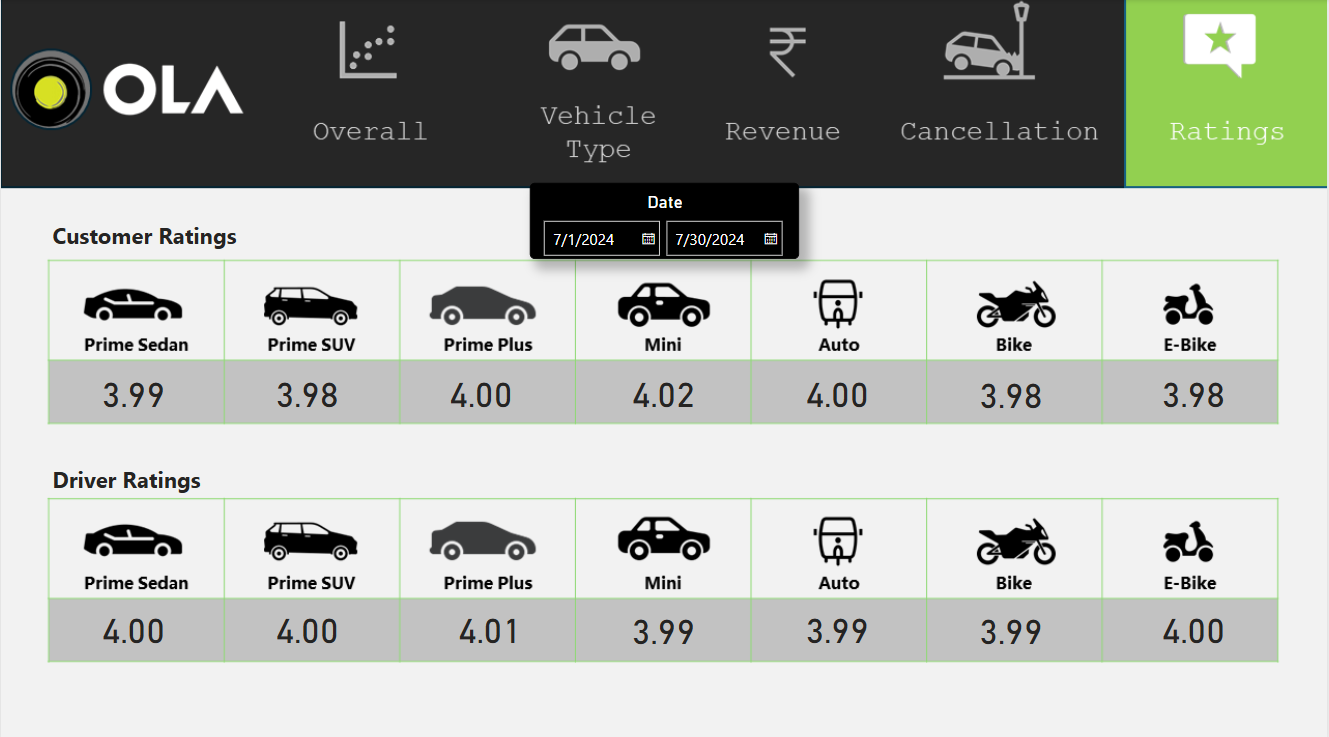 OLA
Overall
Vehicle
Type
Revenue
Cancellation
Ratings
Date
7/1/2024 7/30/2024
Customer Ratings
Prime Sedan Prime SUV Prime Plus Mini Auto Bike E-Bike
3.99 3.98 4.00 4.02 4.00 3.98 3.98
Driver Ratings
Prime Sedan Prime SUV Prime Plus Mini Auto Bike E-Bike
4.00 4.00 4.01 3.99 3.99 3.99 4.00